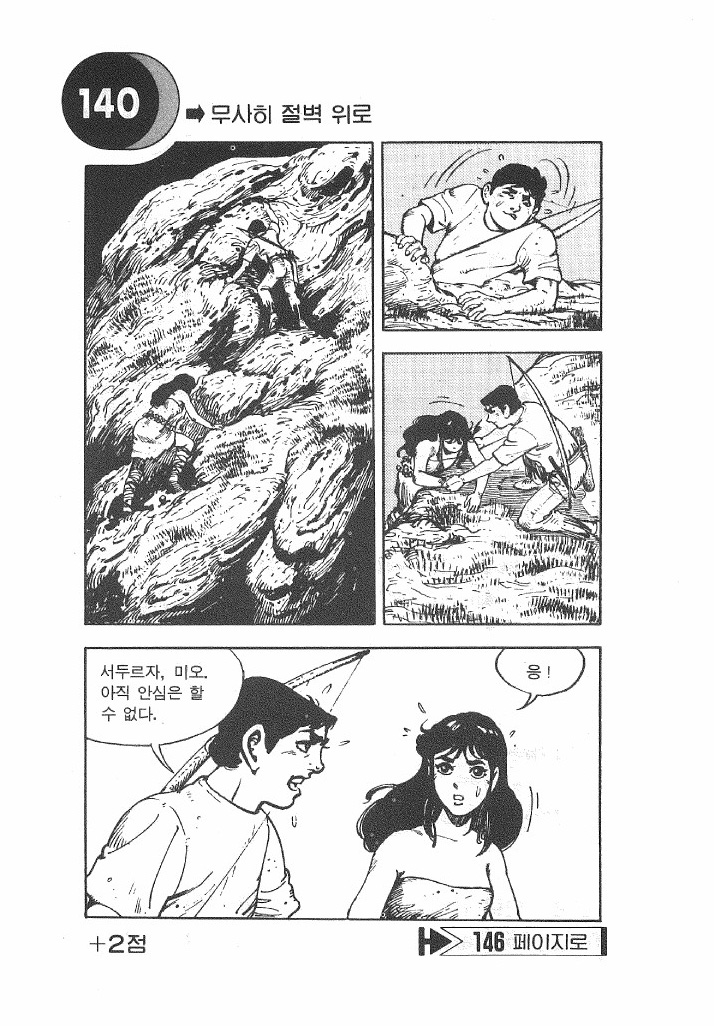 140
➡ 무사히 절벽 위로
서두르자, 미오.
아직 안심은 할
수 없다.
응!
+2점
146 페이지로